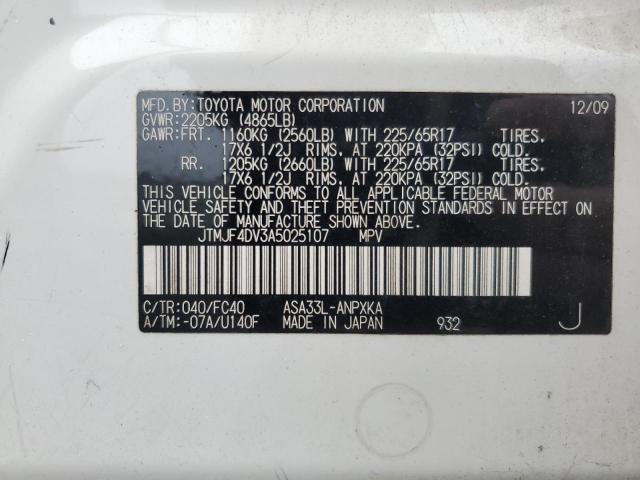 MFD. BY: TOYOTA MOTOR CORPORATION 12/09
GVWR: 2205KG (4865LB)
GAWR: FRT. 1160KG (2560LB) WITH 225/65R17 TIRES.
17X6 1/2J RIMS, AT 220KPA (32PSI) COLD.
RR. 1205KG (2660LB) WITH 225/65R17 TIRES.
17X6 1/2J RIMS, AT 220KPA (32PSI) COLD.
THIS VEHICLE CONFORMS TO ALL APPLICABLE FEDERAL MOTOR
VEHICLE SAFETY AND THEFT PREVENTION STANDARDS IN EFFECT ON
THE DATE OF MANUFACTURE SHOWN ABOVE.
JTMJF4DV3A5025107 MPV
C/TR: 040/FC40 ASA33L-ANPXKA
A/TM: -07A/U140F MADE IN JAPAN 932 J